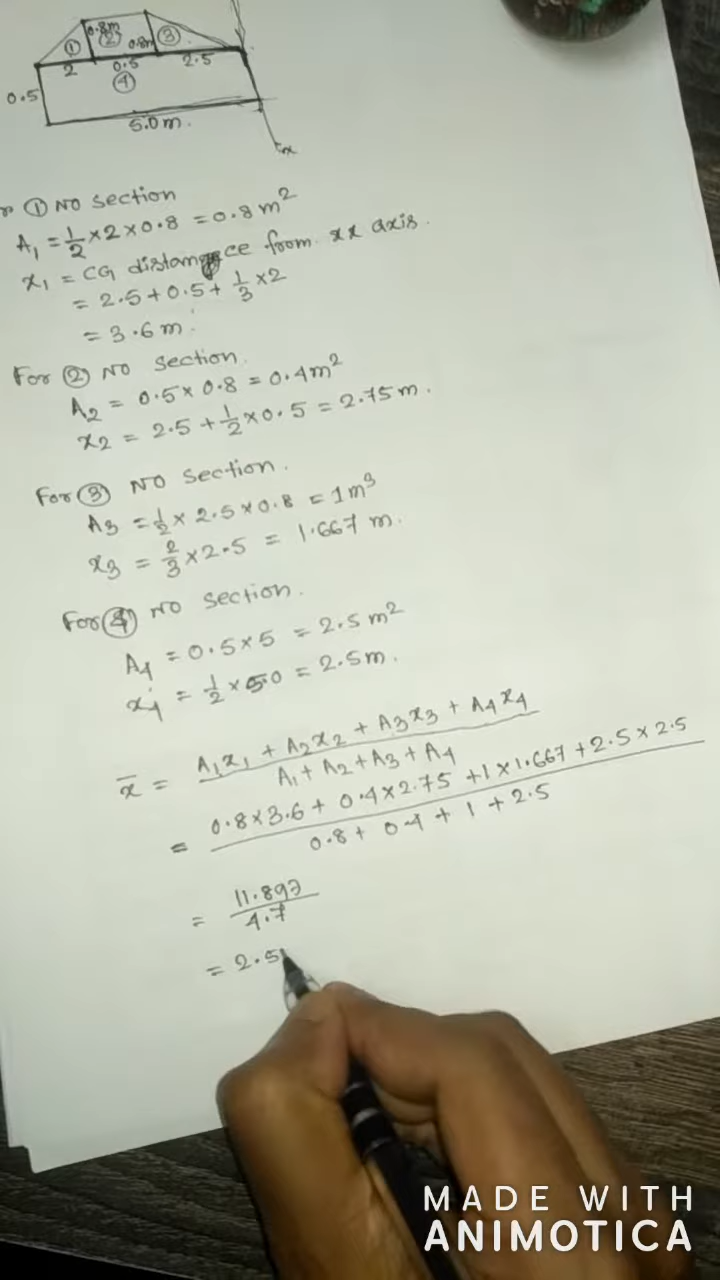 0.8m
① ② 0.8m ③
2 0.5 2.5
④
0.5
5.0 m.
x
① NO section
A₁ = 1/2 × 2 × 0.8 = 0.8 m²
x₁ = CG distance from xx axis.
= 2.5 + 0.5 + 1/3 × 2
= 3.6 m.
For ② NO section.
A₂ = 0.5 × 0.8 = 0.4 m²
x₂ = 2.5 + 1/2 × 0.5 = 2.75 m.
For ③ NO section.
A₃ = 1/2 × 2.5 × 0.8 = 1 m³
x₃ = 2/3 × 2.5 = 1.667 m.
For ④ NO section.
A₄ = 0.5 × 5 = 2.5 m²
x₄ = 1/2 × 5.0 = 2.5 m.
x̄ = A₁x₁ + A₂x₂ + A₃x₃ + A₄x₄
A₁ + A₂ + A₃ + A₄
= 0.8 × 3.6 + 0.4 × 2.75 + 1 × 1.667 + 2.5 × 2.5
0.8 + 0.4 + 1 + 2.5
= 11.897
4.7
= 2.5
MADE WITH
ANIMOTICA